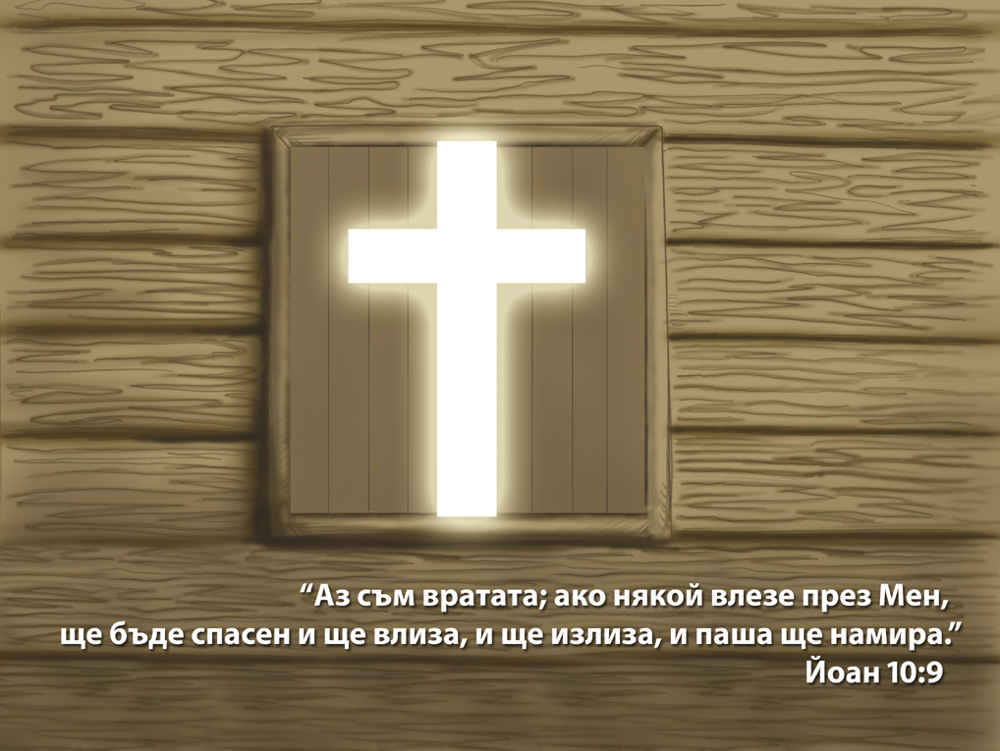 “Аз съм вратата; ако някой влезе през Мен,
ще бъде спасен и ще влиза, и ще излиза, и паша ще намира.”
Йоан 10:9